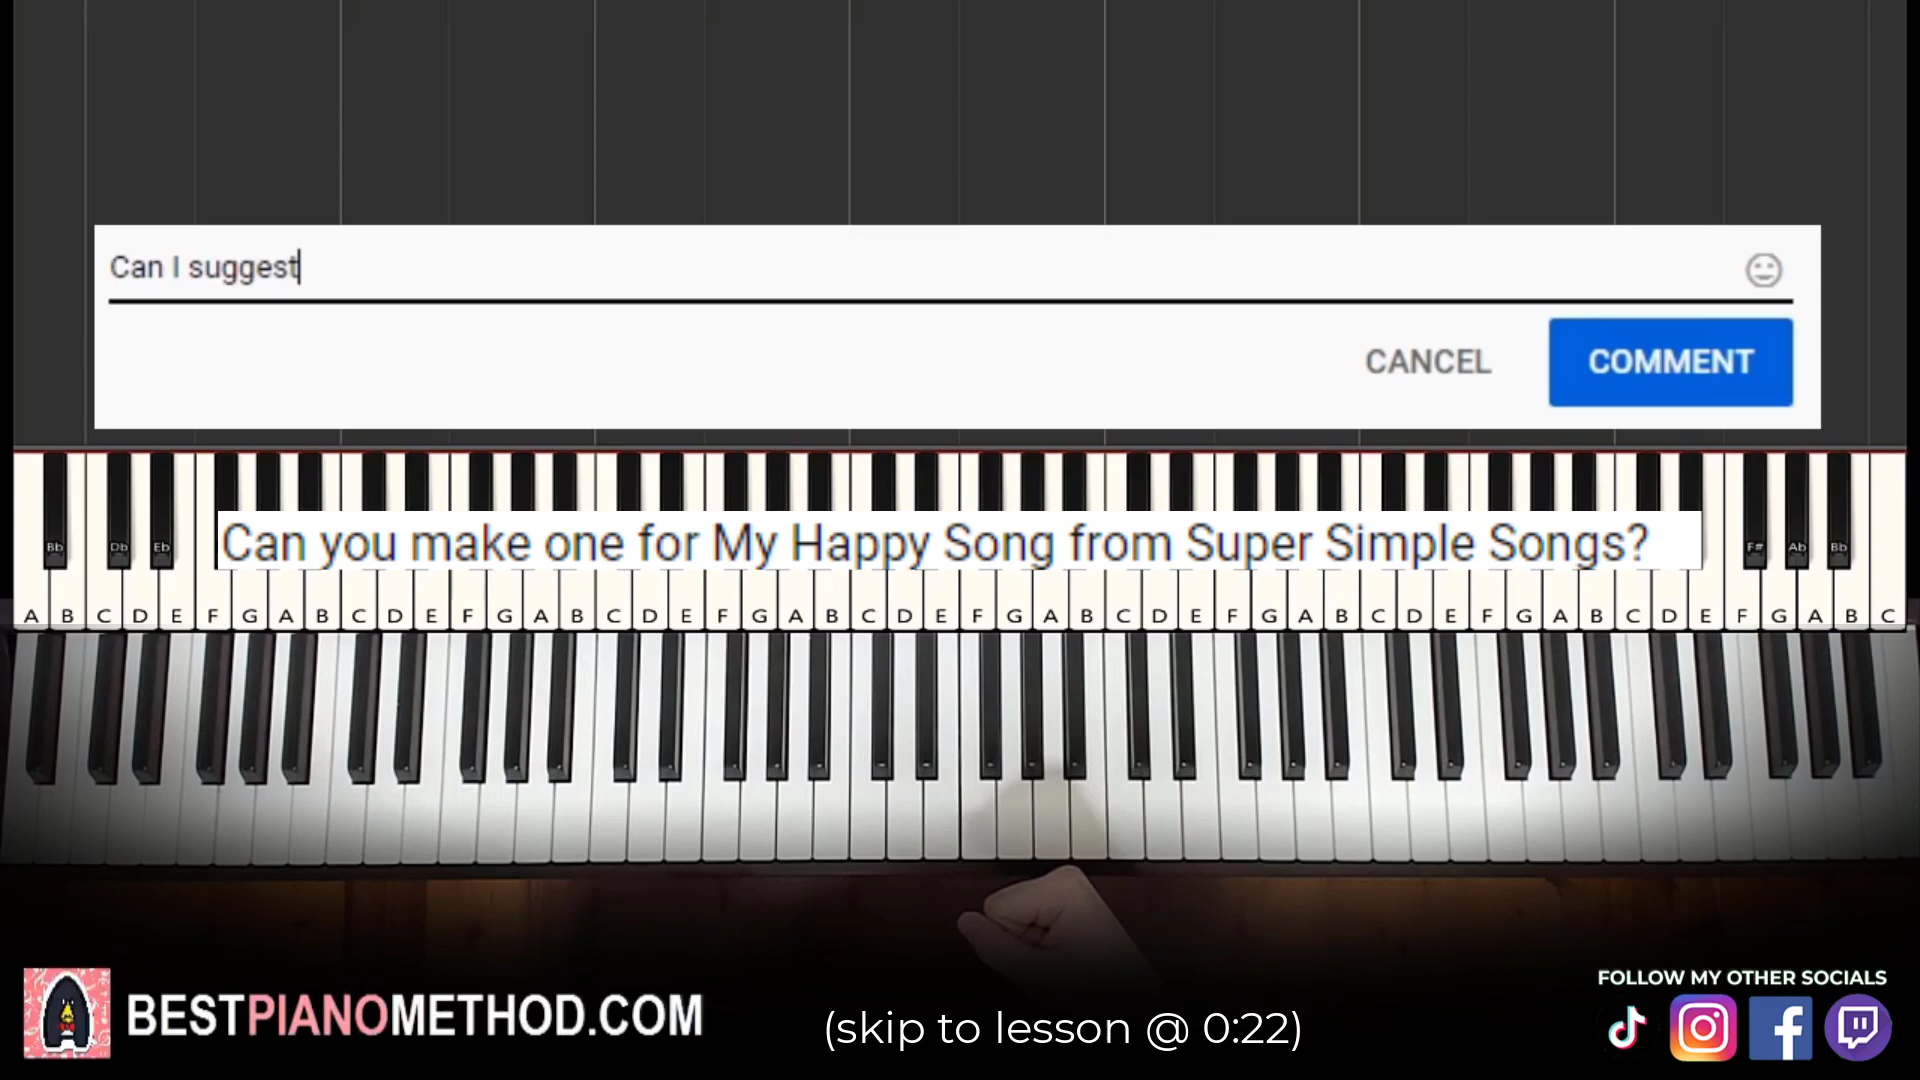 Can I suggest
CANCEL COMMENT
Can you make one for My Happy Song from Super Simple Songs?
Bb Db Eb F# Ab Bb
A B C D E F G A B C D E F G A B C D E F G A B C D E F G A B C D E F G A B C D E F G A B C D E F G A B C
FOLLOW MY OTHER SOCIALS
BESTPIANOMETHOD.COM (skip to lesson @ 0:22)